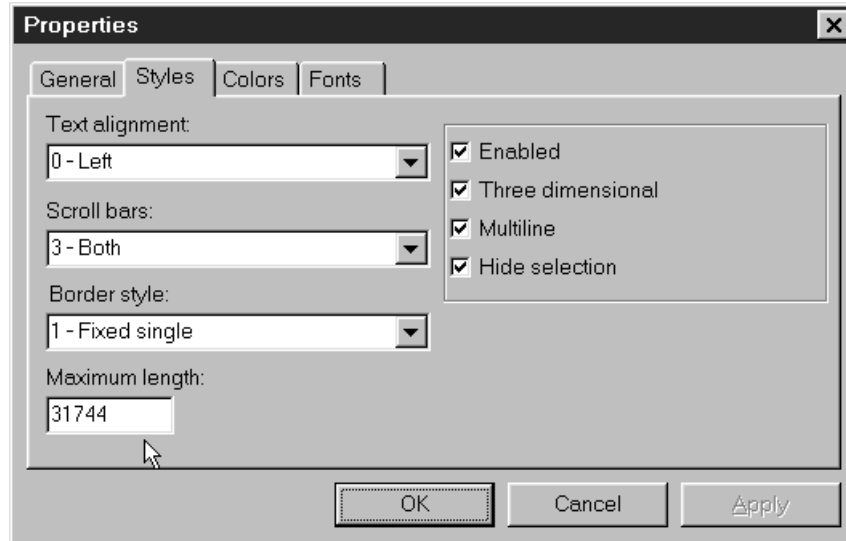 Properties
General Styles Colors Fonts
Text alignment:
0 - Left
Scroll bars:
3 - Both
Border style:
1 - Fixed single
Maximum length:
31744
Enabled
Three dimensional
Multiline
Hide selection
OK Cancel Apply